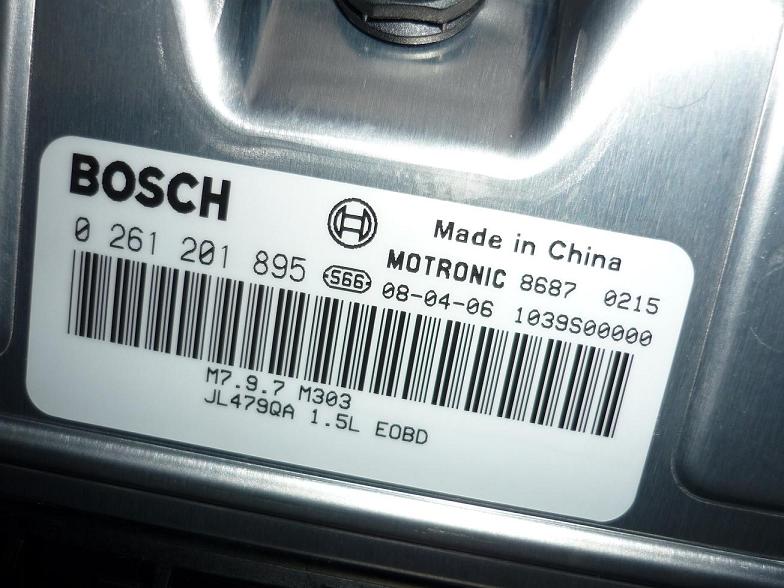 BOSCH
Made in China
0 261 201 895
S66 MOTRONIC 8687 0215
08-04-06 1039S00000
M7.9.7 M303
JL479QA 1.5L EOBD